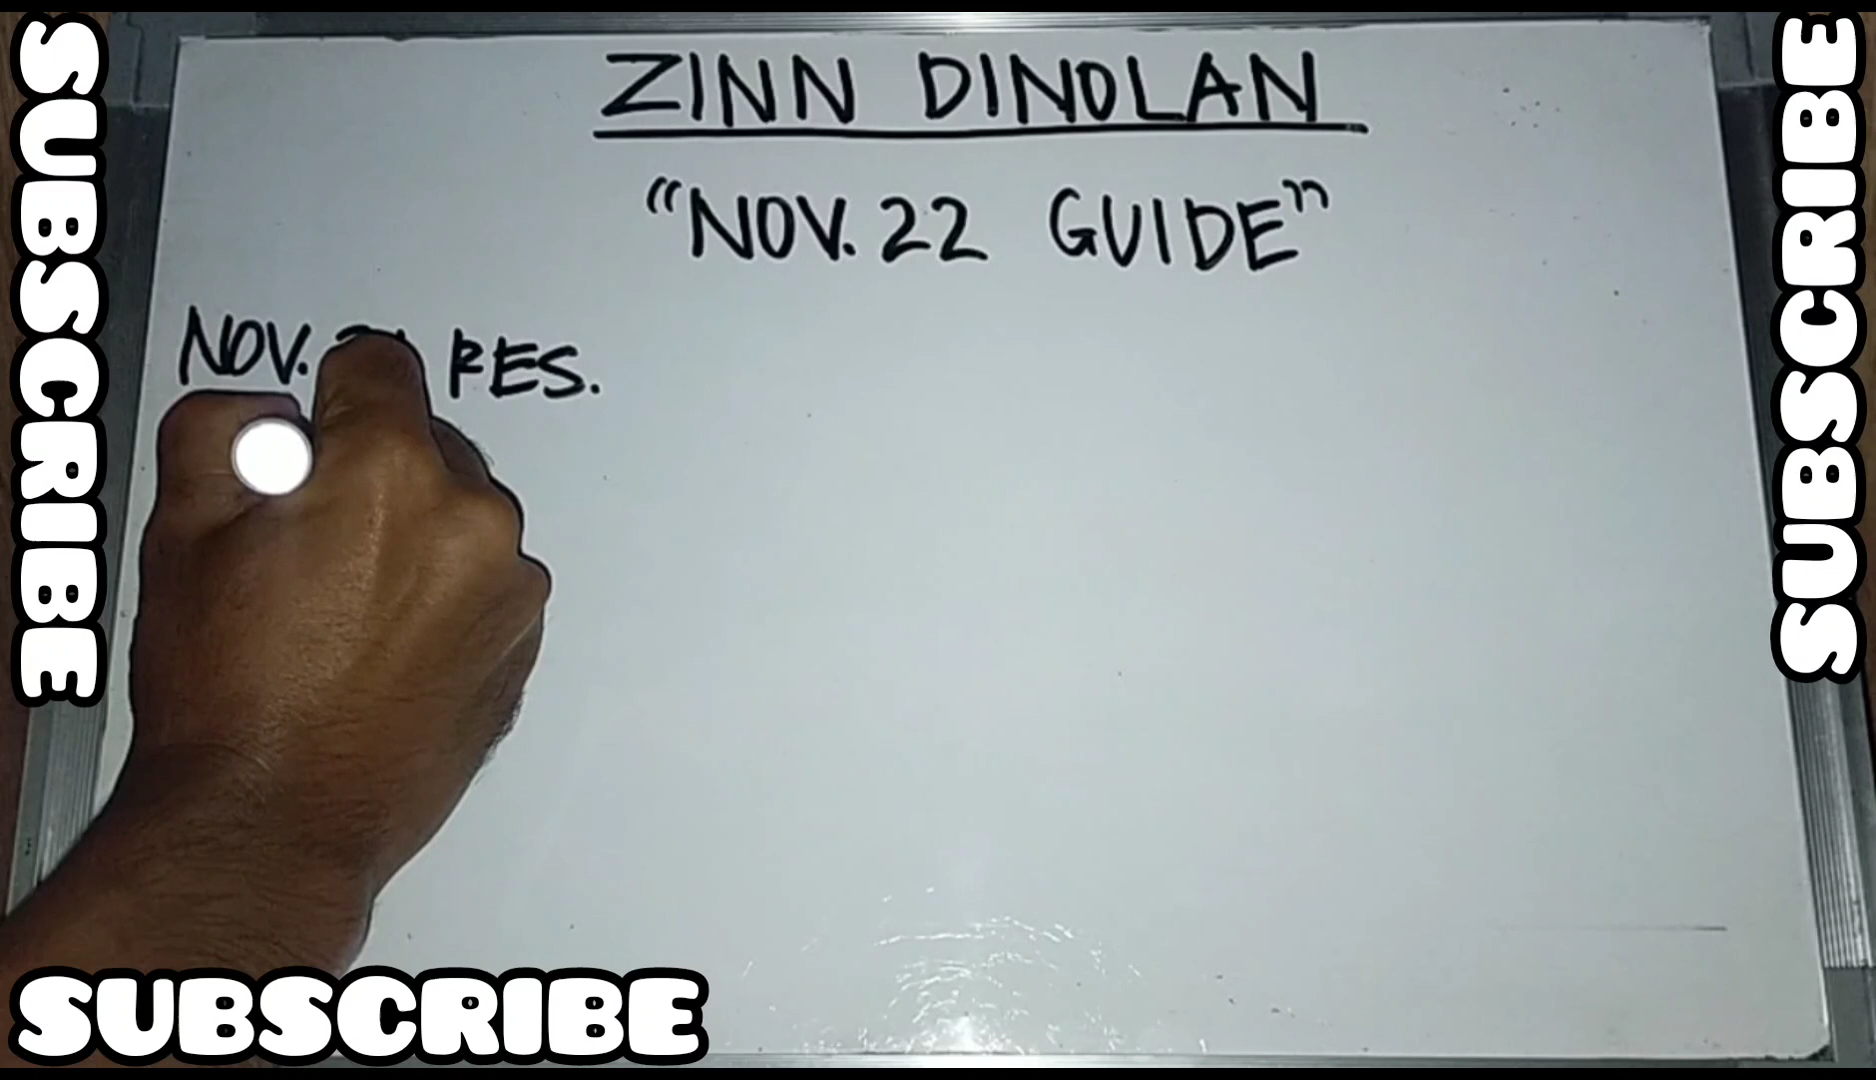 SUBSCRIBE
SUBSCRIBE
ZINN DINOLAN
"NOV. 22 GUIDE"
NOV. RES.
SUBSCRIBE